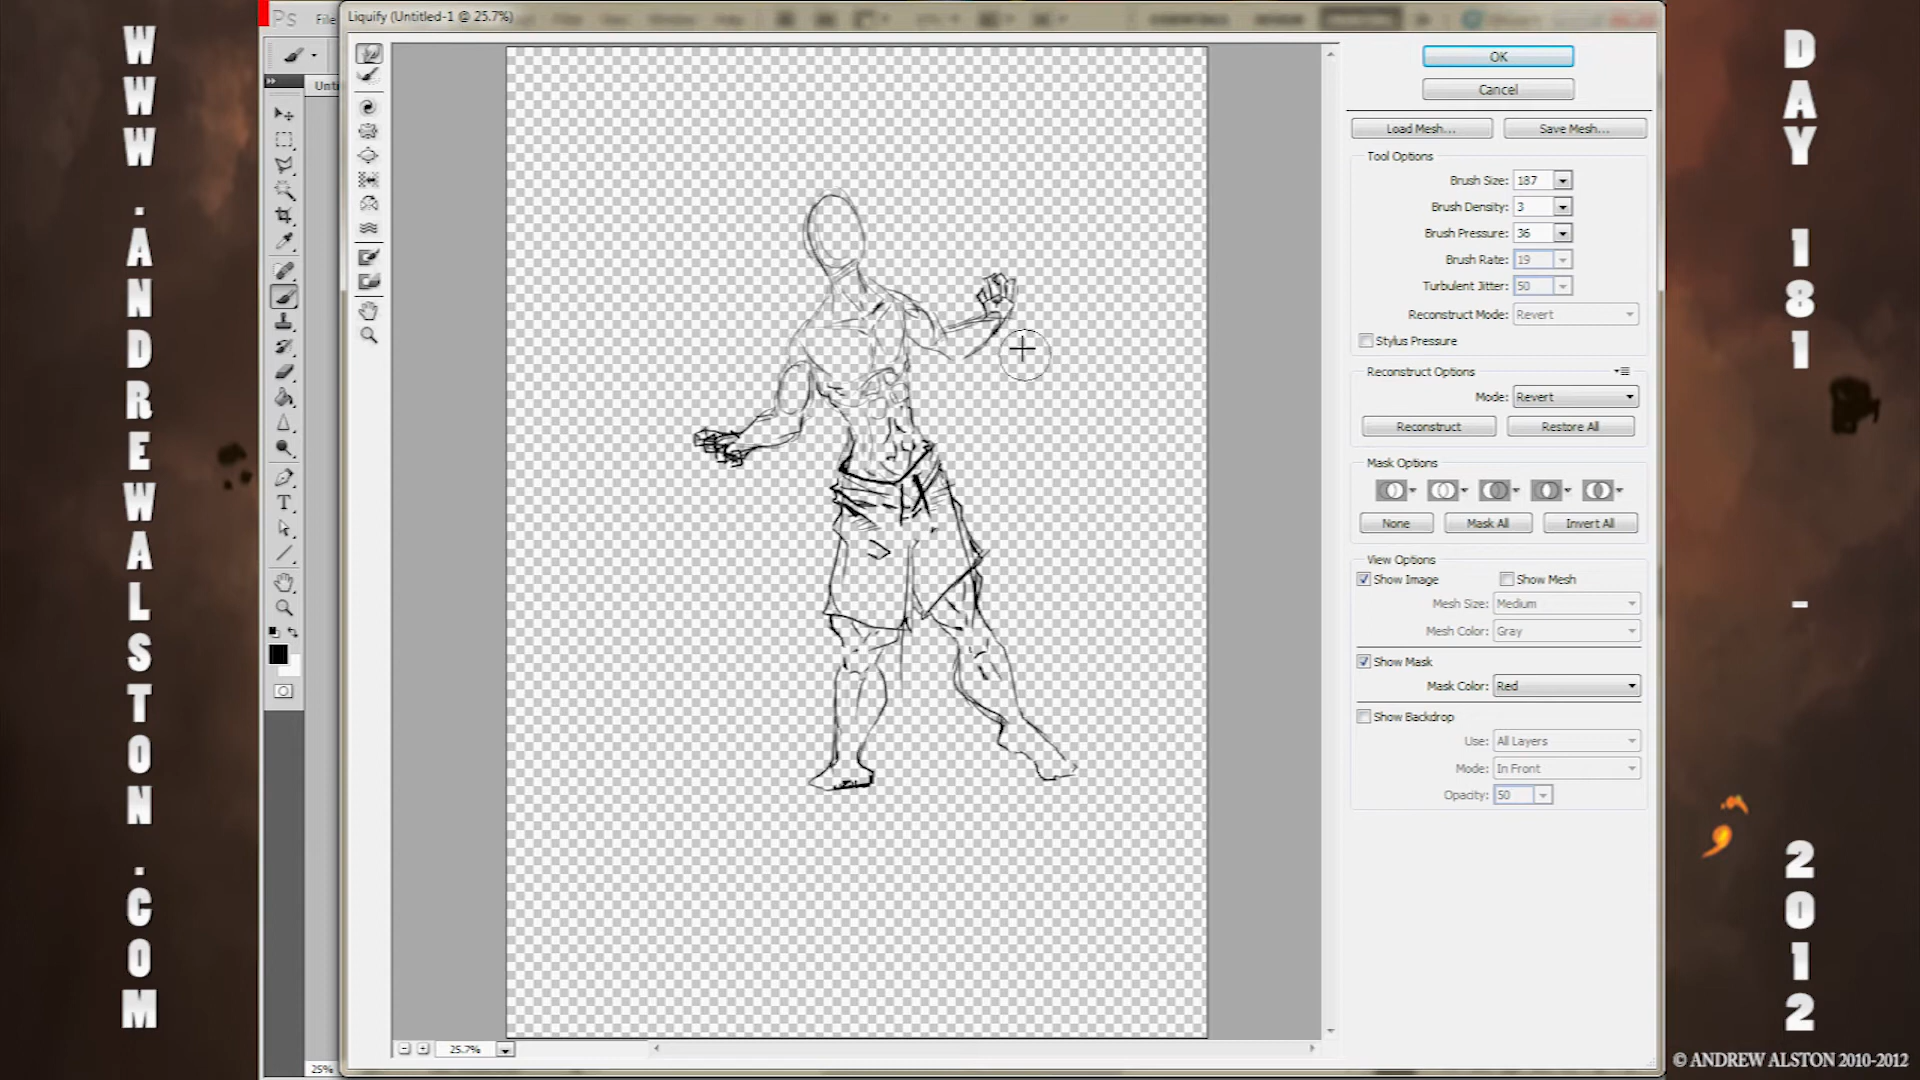 WWW.ANDREWALSTON.COM
Ps File
Liquify (Untitled-1 @ 25.7%)
Unti
OK
Cancel
Load Mesh...
Save Mesh...
Tool Options
Brush Size: 187
Brush Density: 3
Brush Pressure: 36
Brush Rate: 19
Turbulent Jitter: 50
Reconstruct Mode: Revert
Stylus Pressure
Reconstruct Options
Mode: Revert
Reconstruct
Restore All
Mask Options
None
Mask All
Invert All
View Options
Show Image
Show Mesh
Mesh Size: Medium
Mesh Color: Gray
Show Mask
Mask Color: Red
Show Backdrop
Use: All Layers
Mode: In Front
Opacity: 50
25.7%
25%
DAY 181 - 2012
© ANDREW ALSTON 2010-2012